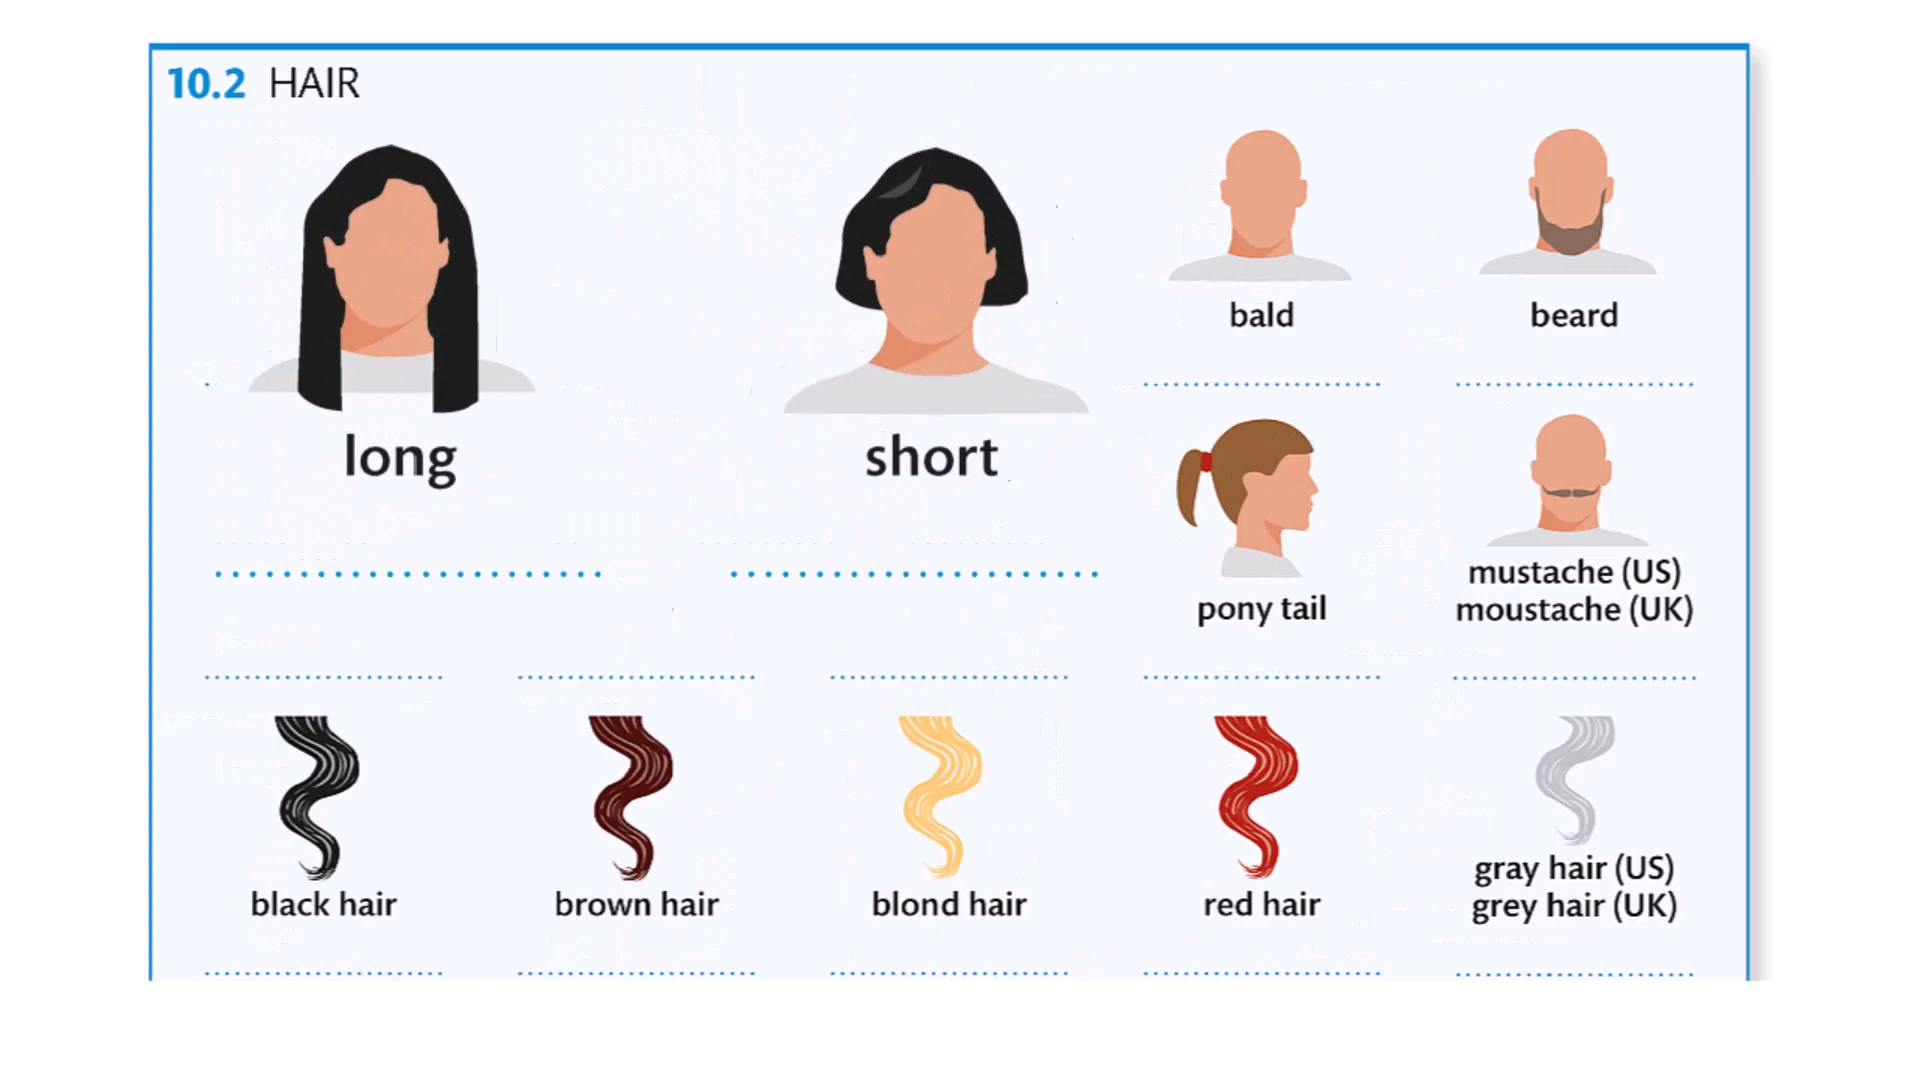 10.2 HAIR
long
short
bald
beard
pony tail
mustache (US)
moustache (UK)
black hair
brown hair
blond hair
red hair
gray hair (US)
grey hair (UK)